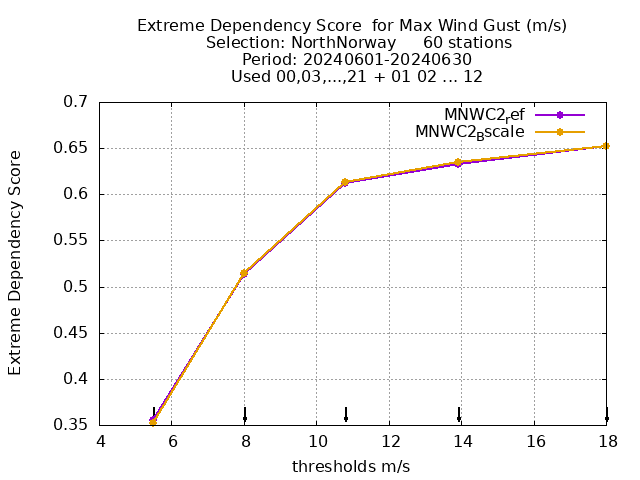 Extreme Dependency Score  for Max Wind Gust (m/s)
Selection: NorthNorway     60 stations
Period: 20240601-20240630
Used 00,03,...,21 + 01 02 ... 12
MNWC2ref
MNWC2Bscale
0.7
0.65
0.6
0.55
0.5
0.45
0.4
0.35
Extreme Dependency Score
4 6 8 10 12 14 16 18
thresholds m/s